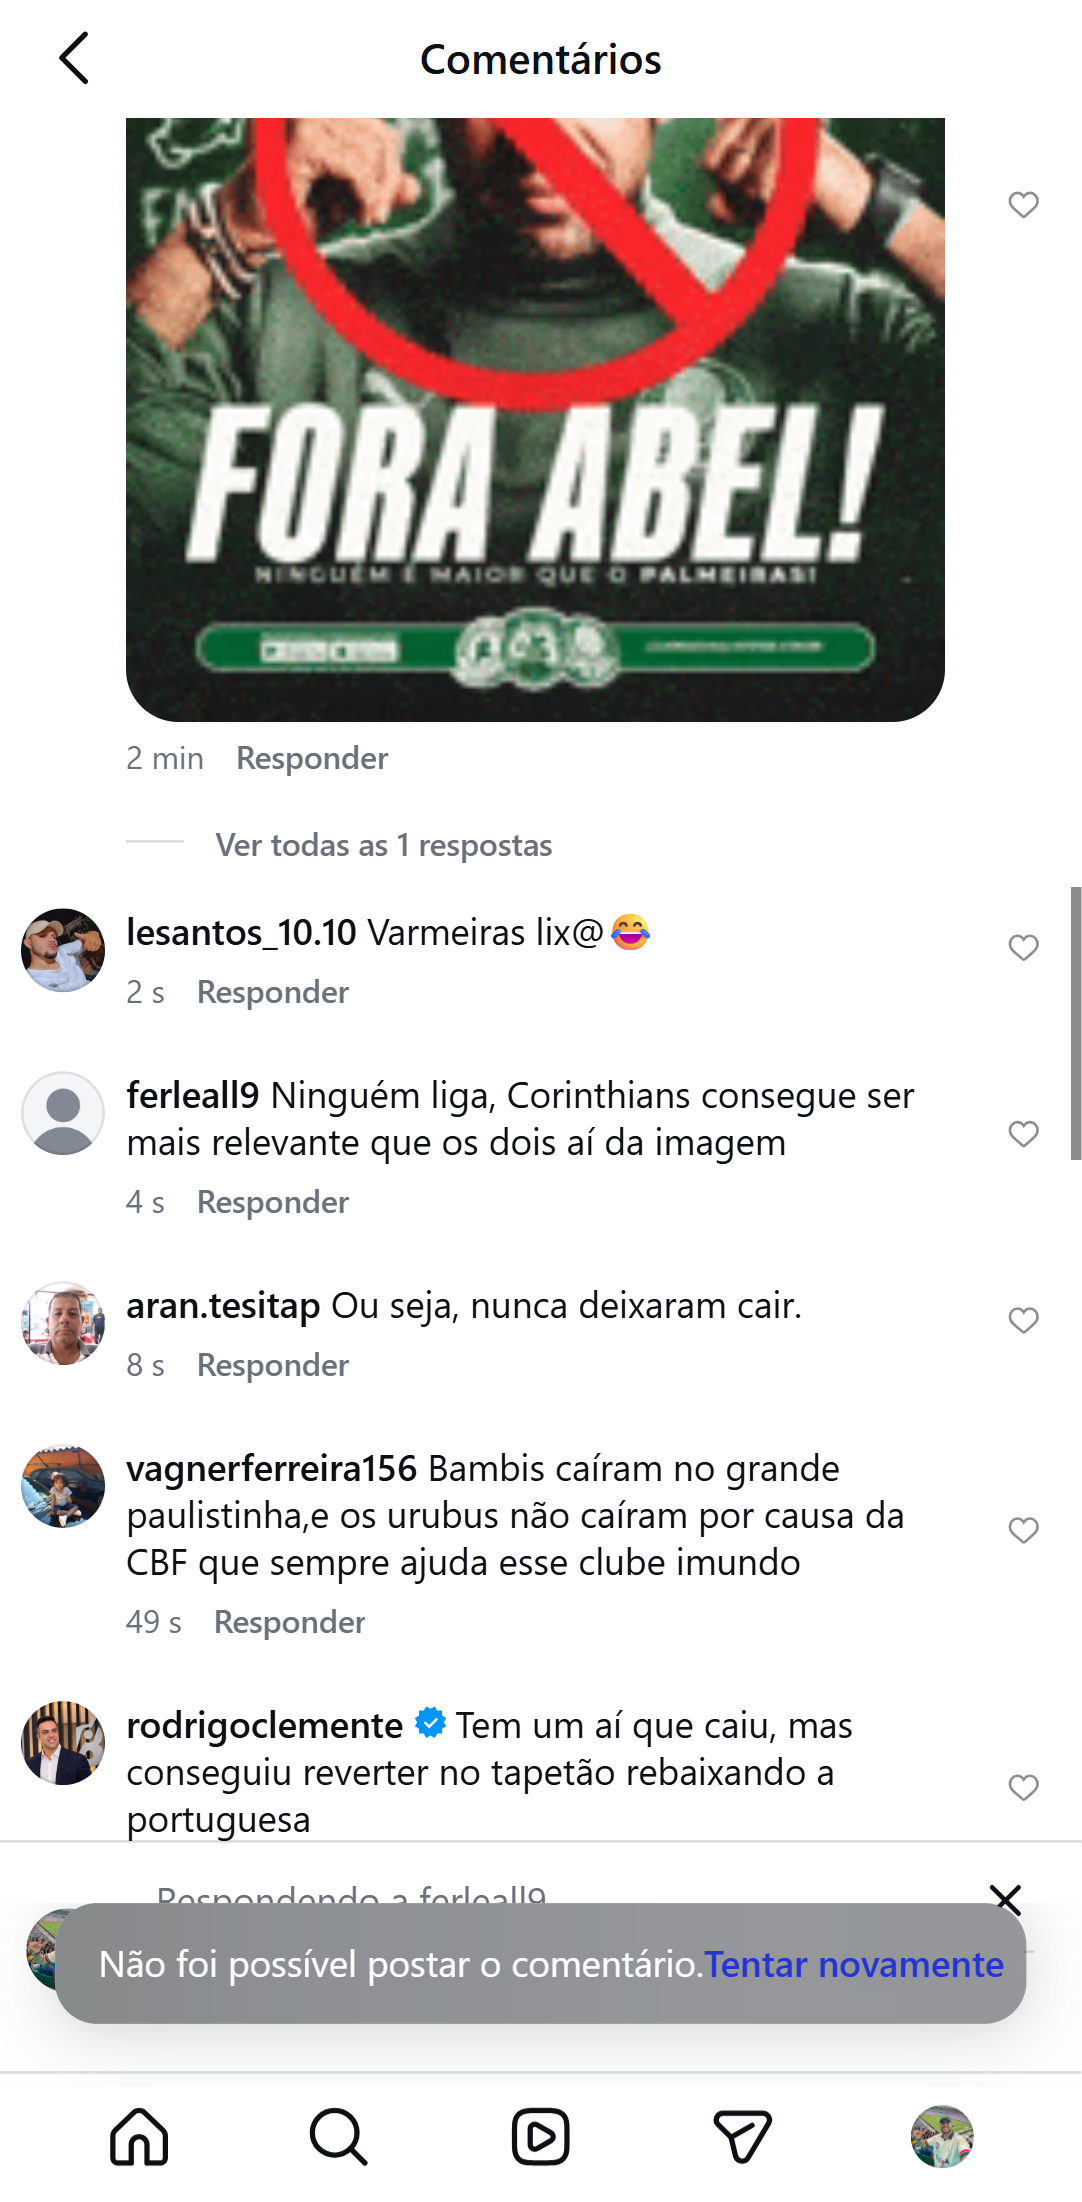 Comentários
FORA ABEL!
NINGUÉM É MAIOR QUE O PALMEIRAS!
2 min Responder
Ver todas as 1 respostas
lesantos_10.10 Varmeiras lix@😂
2 s Responder
ferleall9 Ninguém liga, Corinthians consegue ser
mais relevante que os dois aí da imagem
4 s Responder
aran.tesitap Ou seja, nunca deixaram cair.
8 s Responder
vagnerferreira156 Bambis caíram no grande
paulistinha,e os urubus não caíram por causa da
CBF que sempre ajuda esse clube imundo
49 s Responder
rodrigoclemente Tem um aí que caiu, mas
conseguiu reverter no tapetão rebaixando a
portuguesa
Respondendo a ferleall9
Não foi possível postar o comentário.Tentar novamente